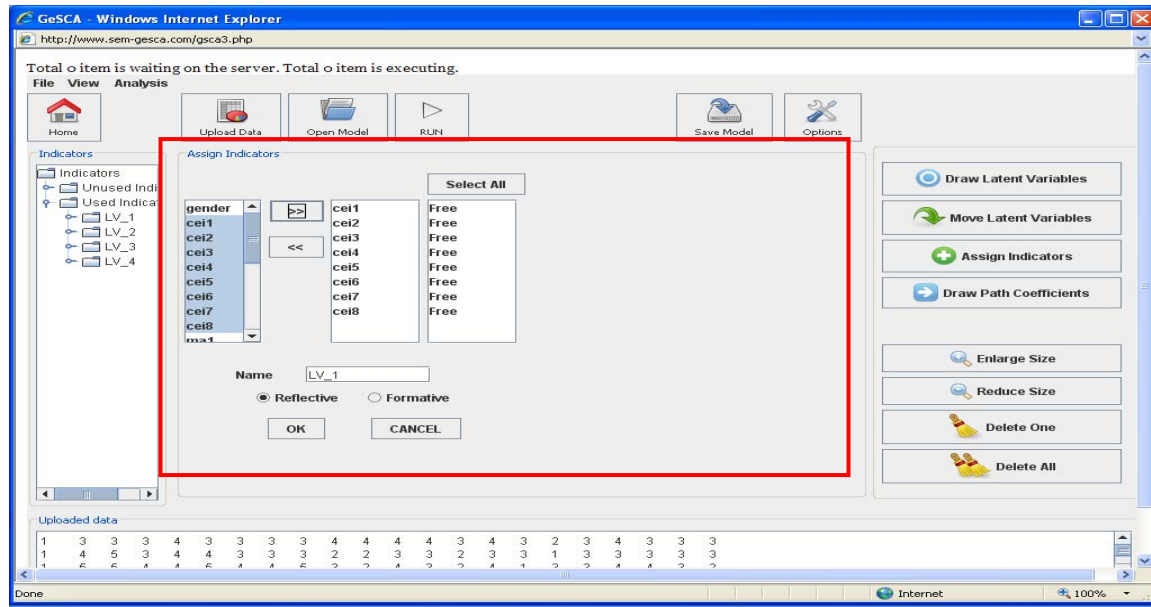 GeSCA - Windows Internet Explorer
http://www.sem-gesca.com/gsca3.php
Total 0 item is waiting on the server. Total 0 item is executing.
File View Analysis
Home Upload Data Open Model RUN Save Model Options
Indicators
Indicators
Unused Indi
Used Indica
LV_1
LV_2
LV_3
LV_4
Assign Indicators
Select All
gender
cei1
cei2
cei3
cei4
cei5
cei6
cei7
cei8
ma1
>>
<<
cei1 Free
cei2 Free
cei3 Free
cei4 Free
cei5 Free
cei6 Free
cei7 Free
cei8 Free
Name LV_1
Reflective Formative
OK CANCEL
Draw Latent Variables
Move Latent Variables
Assign Indicators
Draw Path Coefficients
Enlarge Size
Reduce Size
Delete One
Delete All
Uploaded data
1 3 3 3 4 3 3 3 3 4 4 4 4 3 4 3 2 3 4 3 3 3
1 4 5 3 4 4 3 3 3 2 2 3 3 2 3 3 1 3 3 3 3 3
Done Internet 100%